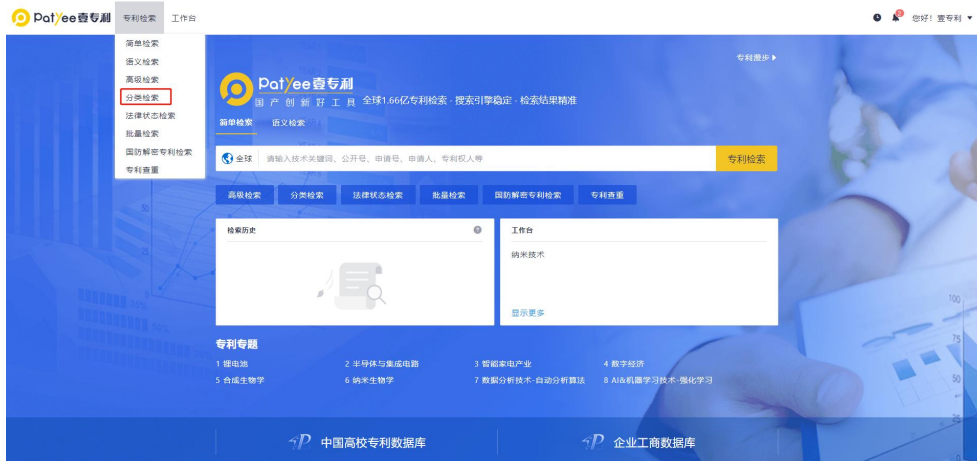 Patyee壹专利 专利检索 工作台 2 您好！壹专利
简单检索
语义检索
高级检索
分类检索
法律状态检索
批量检索
国防解密专利检索
专利查重
专利漫步
Patyee壹专利
国产创新好工具 全球1.66亿专利检索 - 搜索引擎稳定 - 检索结果精准
简单检索 语义检索
全球 请输入技术关键词、公开号、申请号、申请人、专利权人等 专利检索
高级检索 分类检索 法律状态检索 批量检索 国防解密专利检索 专利查重
检索历史 ? 工作台
纳米技术
显示更多
专利专题
1 锂电池 2 半导体与集成电路 3 智能家电产业 4 数字经济
5 合成生物学 6 纳米生物学 7 数据分析技术-自动分析算法 8 AI&机器学习技术-强化学习
中国高校专利数据库 企业工商数据库
50
25
100
75
50
25
0